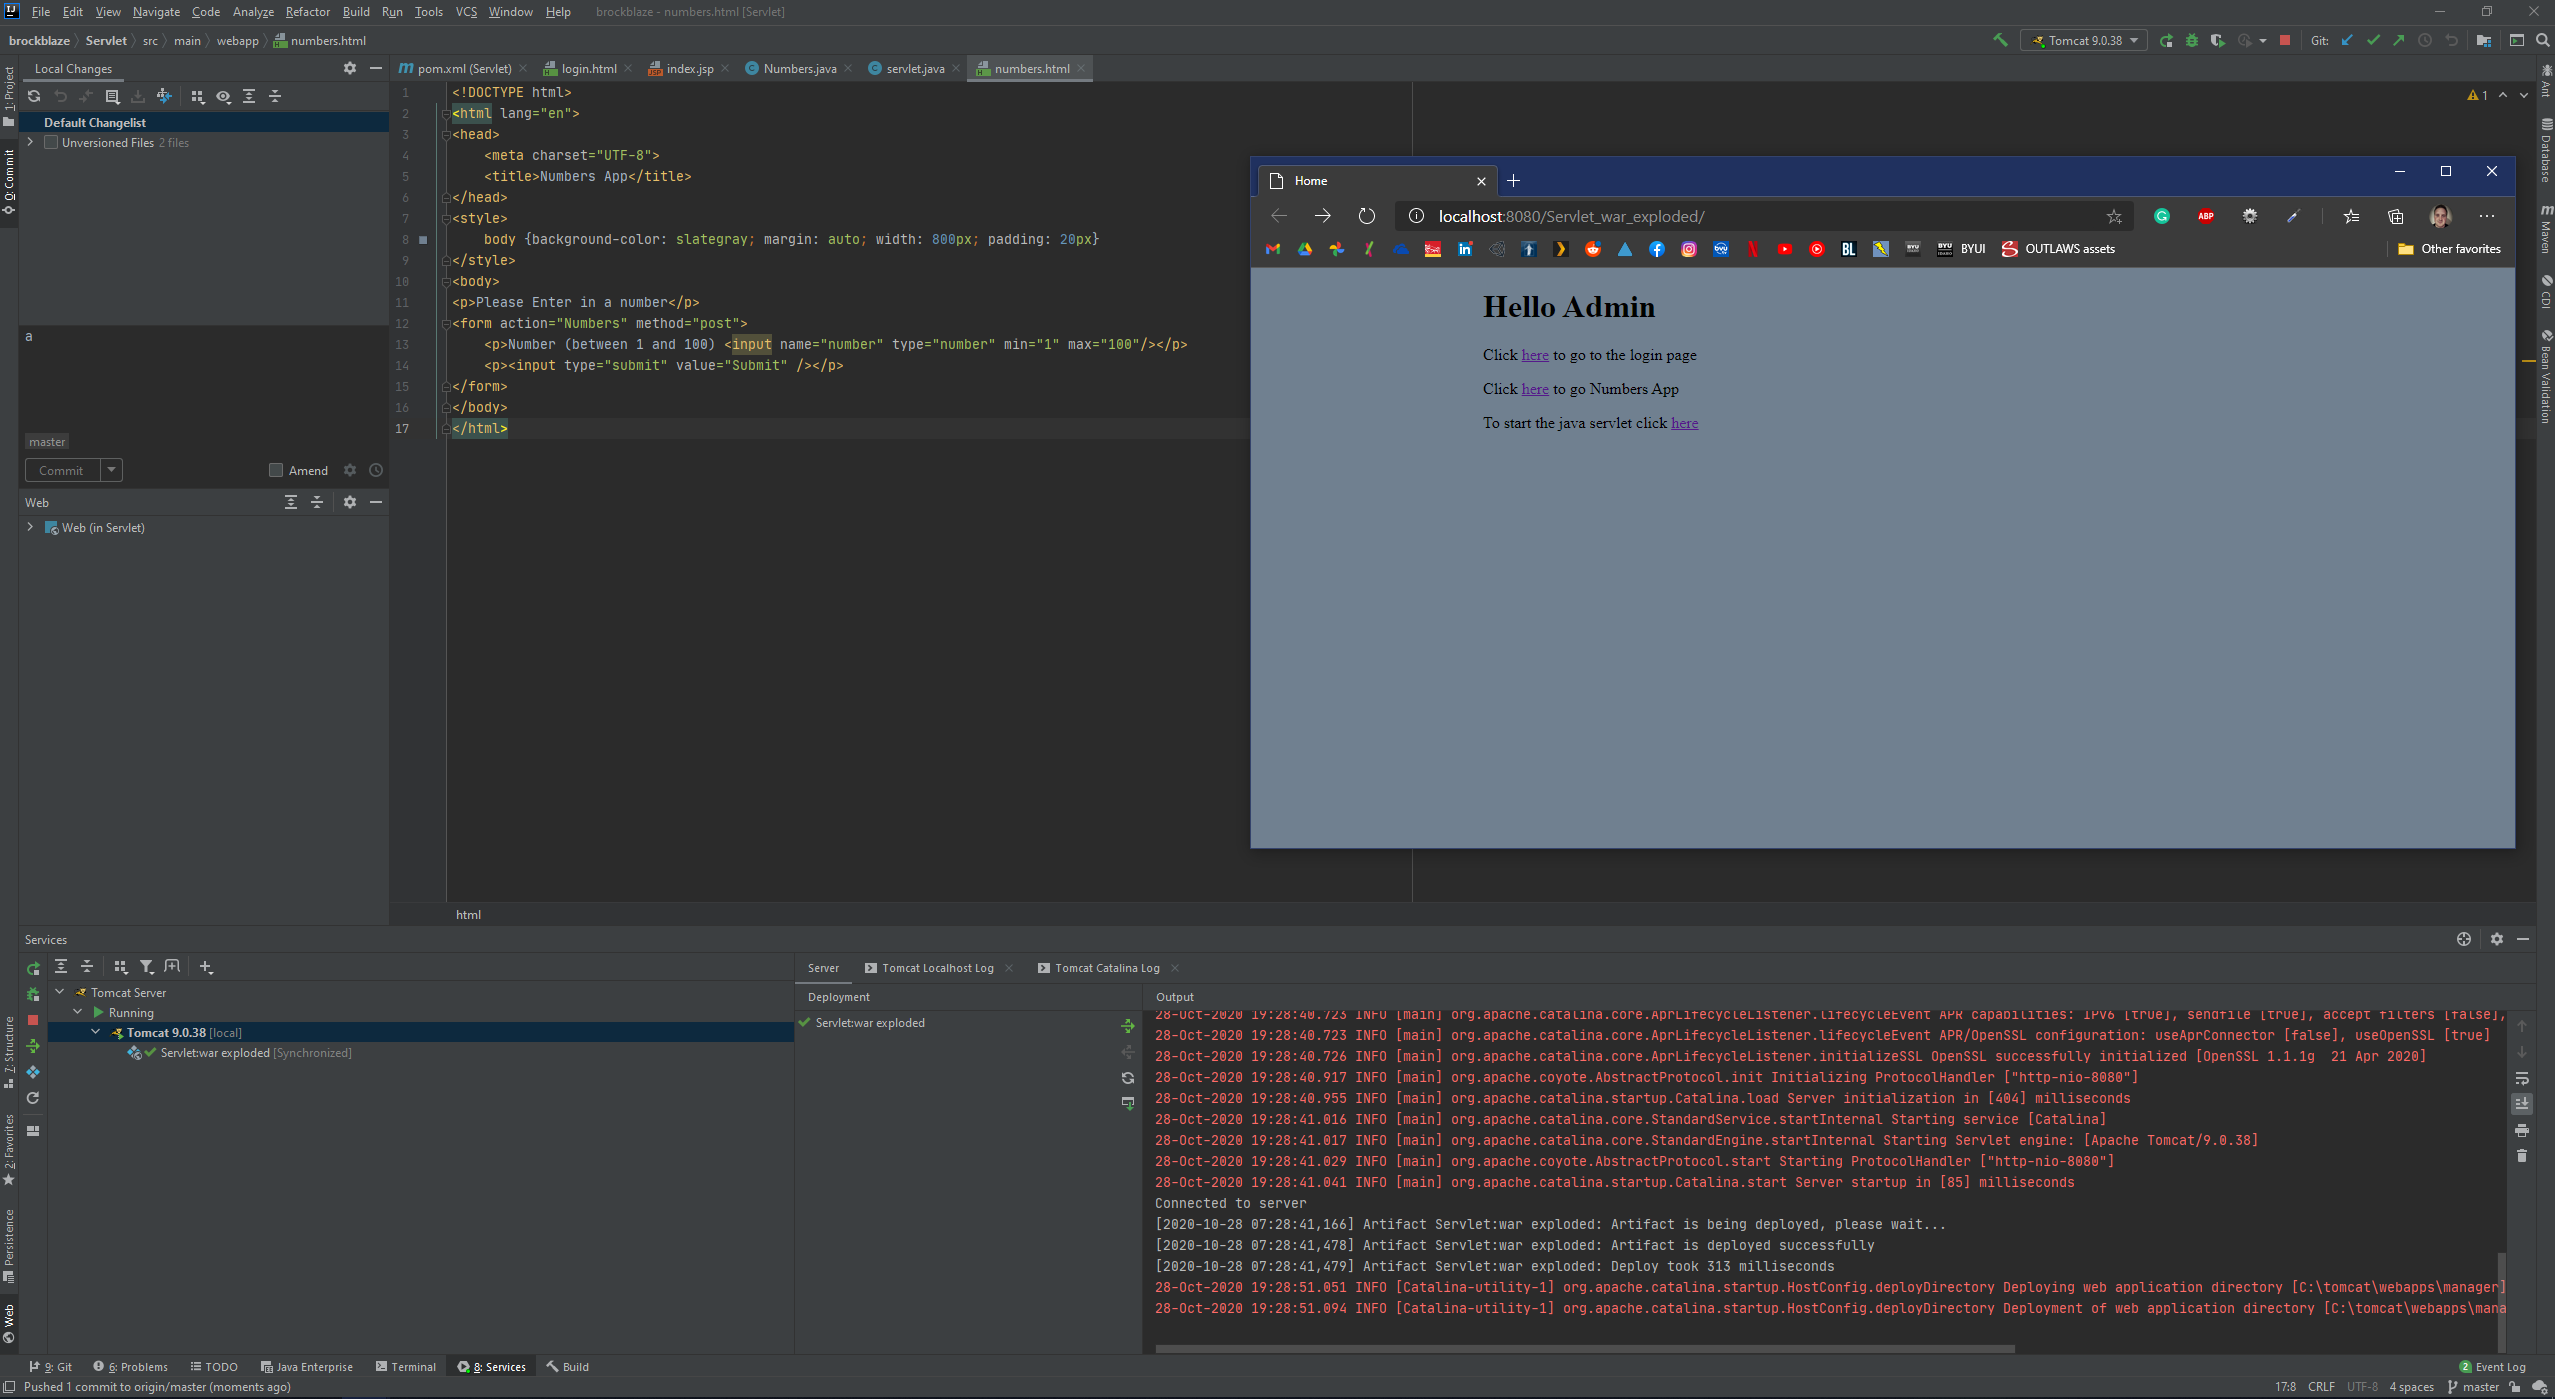 File Edit View Navigate Code Analyze Refactor Build Run Tools VCS Window Help brockblaze - numbers.html [Servlet]
brockblaze Servlet src main webapp numbers.html
Tomcat 9.0.38 Git:
1: Project
0: Commit
7: Structure
2: Favorites
Persistence
Web
Local Changes
Default Changelist
Unversioned Files 2 files
a
master
Commit Amend
Web
Web (in Servlet)
pom.xml (Servlet) login.html index.jsp Numbers.java servlet.java numbers.html
1 <!DOCTYPE html>
2 <html lang="en">
3 <head>
4 <meta charset="UTF-8">
5 <title>Numbers App</title>
6 </head>
7 <style>
8 body {background-color: slategray; margin: auto; width: 800px; padding: 20px}
9 </style>
10 <body>
11 <p>Please Enter in a number</p>
12 <form action="Numbers" method="post">
13 <p>Number (between 1 and 100) <input name="number" type="number" min="1" max="100"/></p>
14 <p><input type="submit" value="Submit" /></p>
15 </form>
16 </body>
17 </html>
1
html
Ant
Database
Maven
CDI
Bean Validation
Home
localhost:8080/Servlet_war_exploded/
ABP
BL BYU BYU BYUI OUTLAWS assets Other favorites
Hello Admin
Click here to go to the login page
Click here to go Numbers App
To start the java servlet click here
Services
Tomcat Server
Running
Tomcat 9.0.38 [local]
Servlet:war exploded [Synchronized]
Server Tomcat Localhost Log Tomcat Catalina Log
Deployment
Servlet:war exploded
Output
28-Oct-2020 19:28:40.723 INFO [main] org.apache.catalina.core.AprLifecycleListener.lifecycleEvent APR capabilities: IPv6 [true], sendfile [true], accept filters [false],
28-Oct-2020 19:28:40.723 INFO [main] org.apache.catalina.core.AprLifecycleListener.lifecycleEvent APR/OpenSSL configuration: useAprConnector [false], useOpenSSL [true]
28-Oct-2020 19:28:40.726 INFO [main] org.apache.catalina.core.AprLifecycleListener.initializeSSL OpenSSL successfully initialized [OpenSSL 1.1.1g  21 Apr 2020]
28-Oct-2020 19:28:40.917 INFO [main] org.apache.coyote.AbstractProtocol.init Initializing ProtocolHandler ["http-nio-8080"]
28-Oct-2020 19:28:40.955 INFO [main] org.apache.catalina.startup.Catalina.load Server initialization in [404] milliseconds
28-Oct-2020 19:28:41.016 INFO [main] org.apache.catalina.core.StandardService.startInternal Starting service [Catalina]
28-Oct-2020 19:28:41.017 INFO [main] org.apache.catalina.core.StandardEngine.startInternal Starting Servlet engine: [Apache Tomcat/9.0.38]
28-Oct-2020 19:28:41.029 INFO [main] org.apache.coyote.AbstractProtocol.start Starting ProtocolHandler ["http-nio-8080"]
28-Oct-2020 19:28:41.041 INFO [main] org.apache.catalina.startup.Catalina.start Server startup in [85] milliseconds
Connected to server
[2020-10-28 07:28:41,166] Artifact Servlet:war exploded: Artifact is being deployed, please wait...
[2020-10-28 07:28:41,478] Artifact Servlet:war exploded: Artifact is deployed successfully
[2020-10-28 07:28:41,479] Artifact Servlet:war exploded: Deploy took 313 milliseconds
28-Oct-2020 19:28:51.051 INFO [Catalina-utility-1] org.apache.catalina.startup.HostConfig.deployDirectory Deploying web application directory [C:\tomcat\webapps\manager]
28-Oct-2020 19:28:51.094 INFO [Catalina-utility-1] org.apache.catalina.startup.HostConfig.deployDirectory Deployment of web application directory [C:\tomcat\webapps\mana
9: Git 6: Problems TODO Java Enterprise Terminal 8: Services Build 2 Event Log
Pushed 1 commit to origin/master (moments ago) 17:8 CRLF UTF-8 4 spaces master